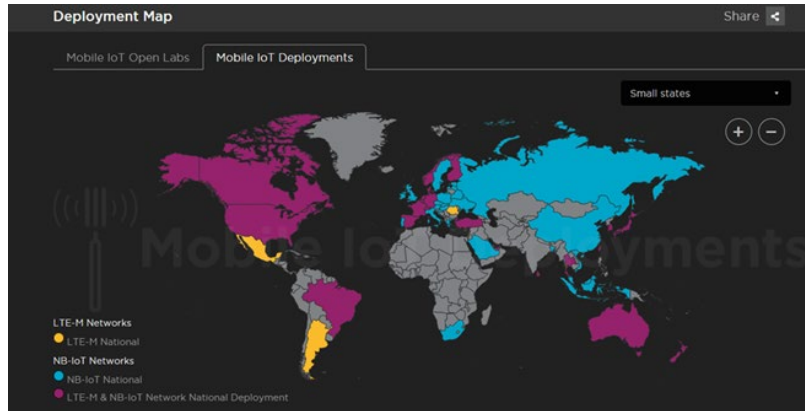 Deployment Map
Share
Mobile IoT Open Labs
Mobile IoT Deployments
Small states
+ −
Mobile IoT Deployments
LTE-M Networks
LTE-M National
NB-IoT Networks
NB-IoT National
LTE-M & NB-IoT Network National Deployment